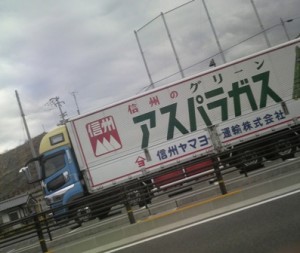 信州の グリーン
アスパラガス
信州
信州ヤマヨ運輸株式会社